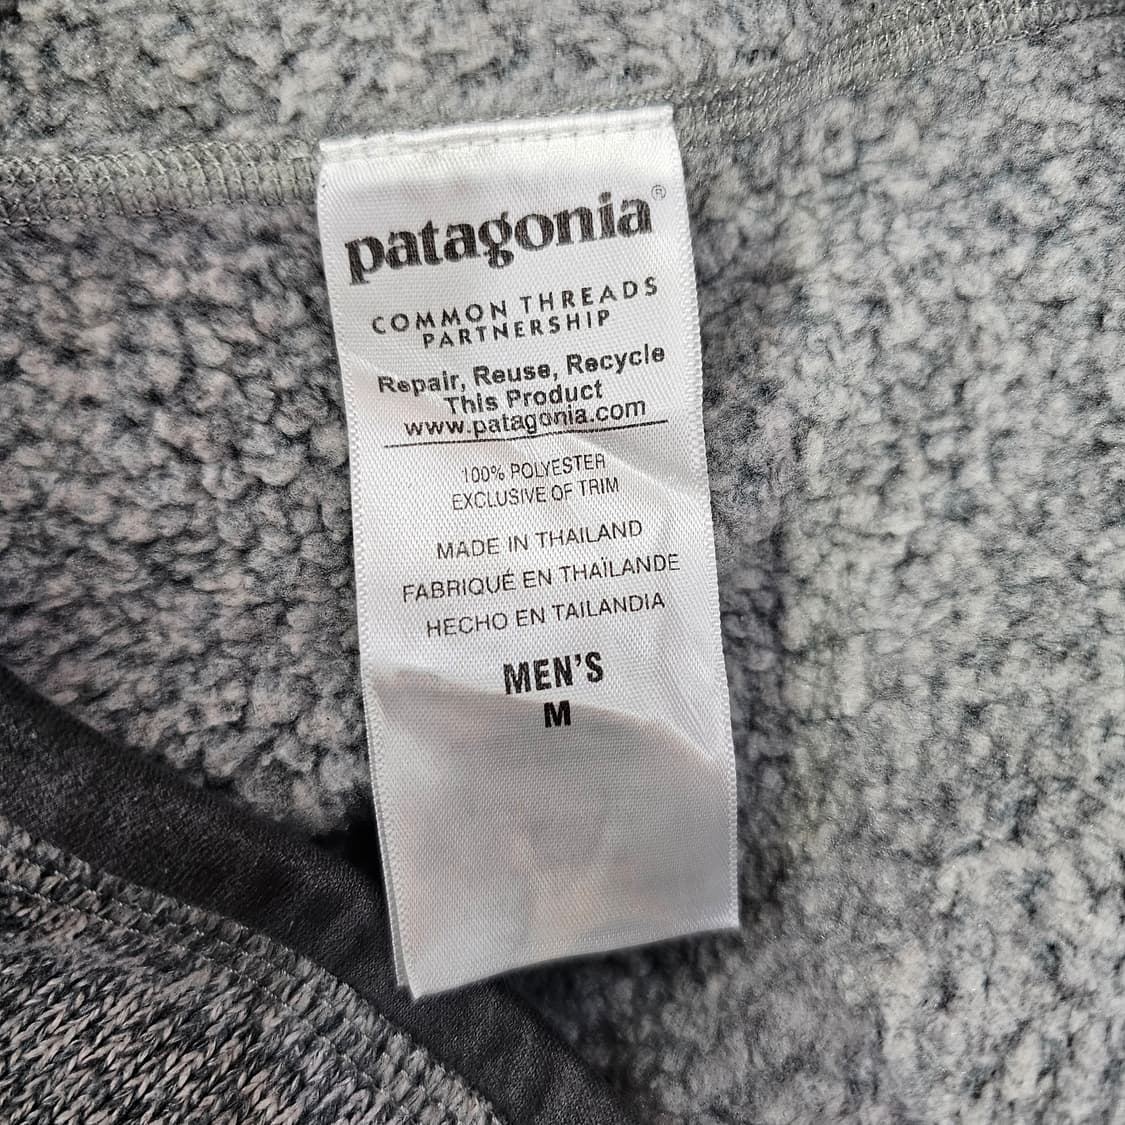 patagonia®
COMMON THREADS
PARTNERSHIP
Repair, Reuse, Recycle
This Product
www.patagonia.com
100% POLYESTER
EXCLUSIVE OF TRIM
MADE IN THAILAND
FABRIQUÉ EN THAÏLANDE
HECHO EN TAILANDIA
MEN'S
M